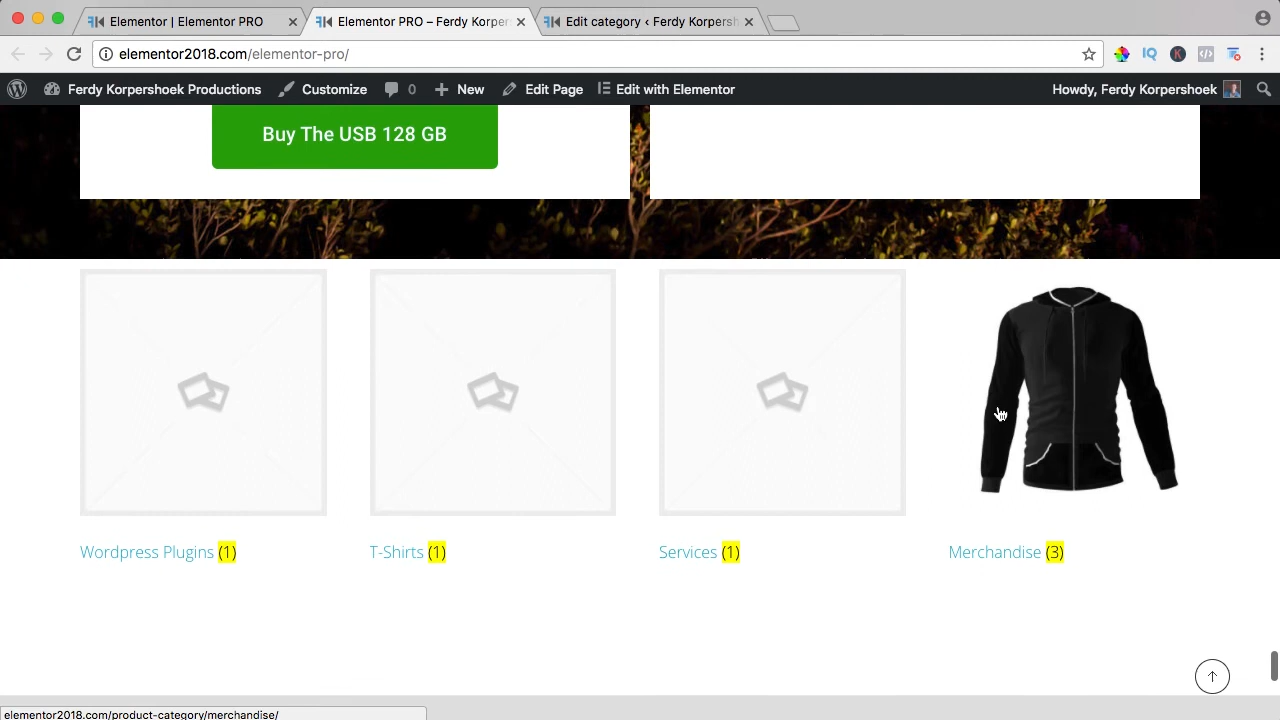 Elementor | Elementor PRO
Elementor PRO – Ferdy Korper
Edit category ‹ Ferdy Korpersh
elementor2018.com/elementor-pro/
Ferdy Korpershoek Productions
Customize
0
New
Edit Page
Edit with Elementor
Howdy, Ferdy Korpershoek
Buy The USB 128 GB
Wordpress Plugins (1)
T-Shirts (1)
Services (1)
Merchandise (3)
elementor2018.com/product-category/merchandise/